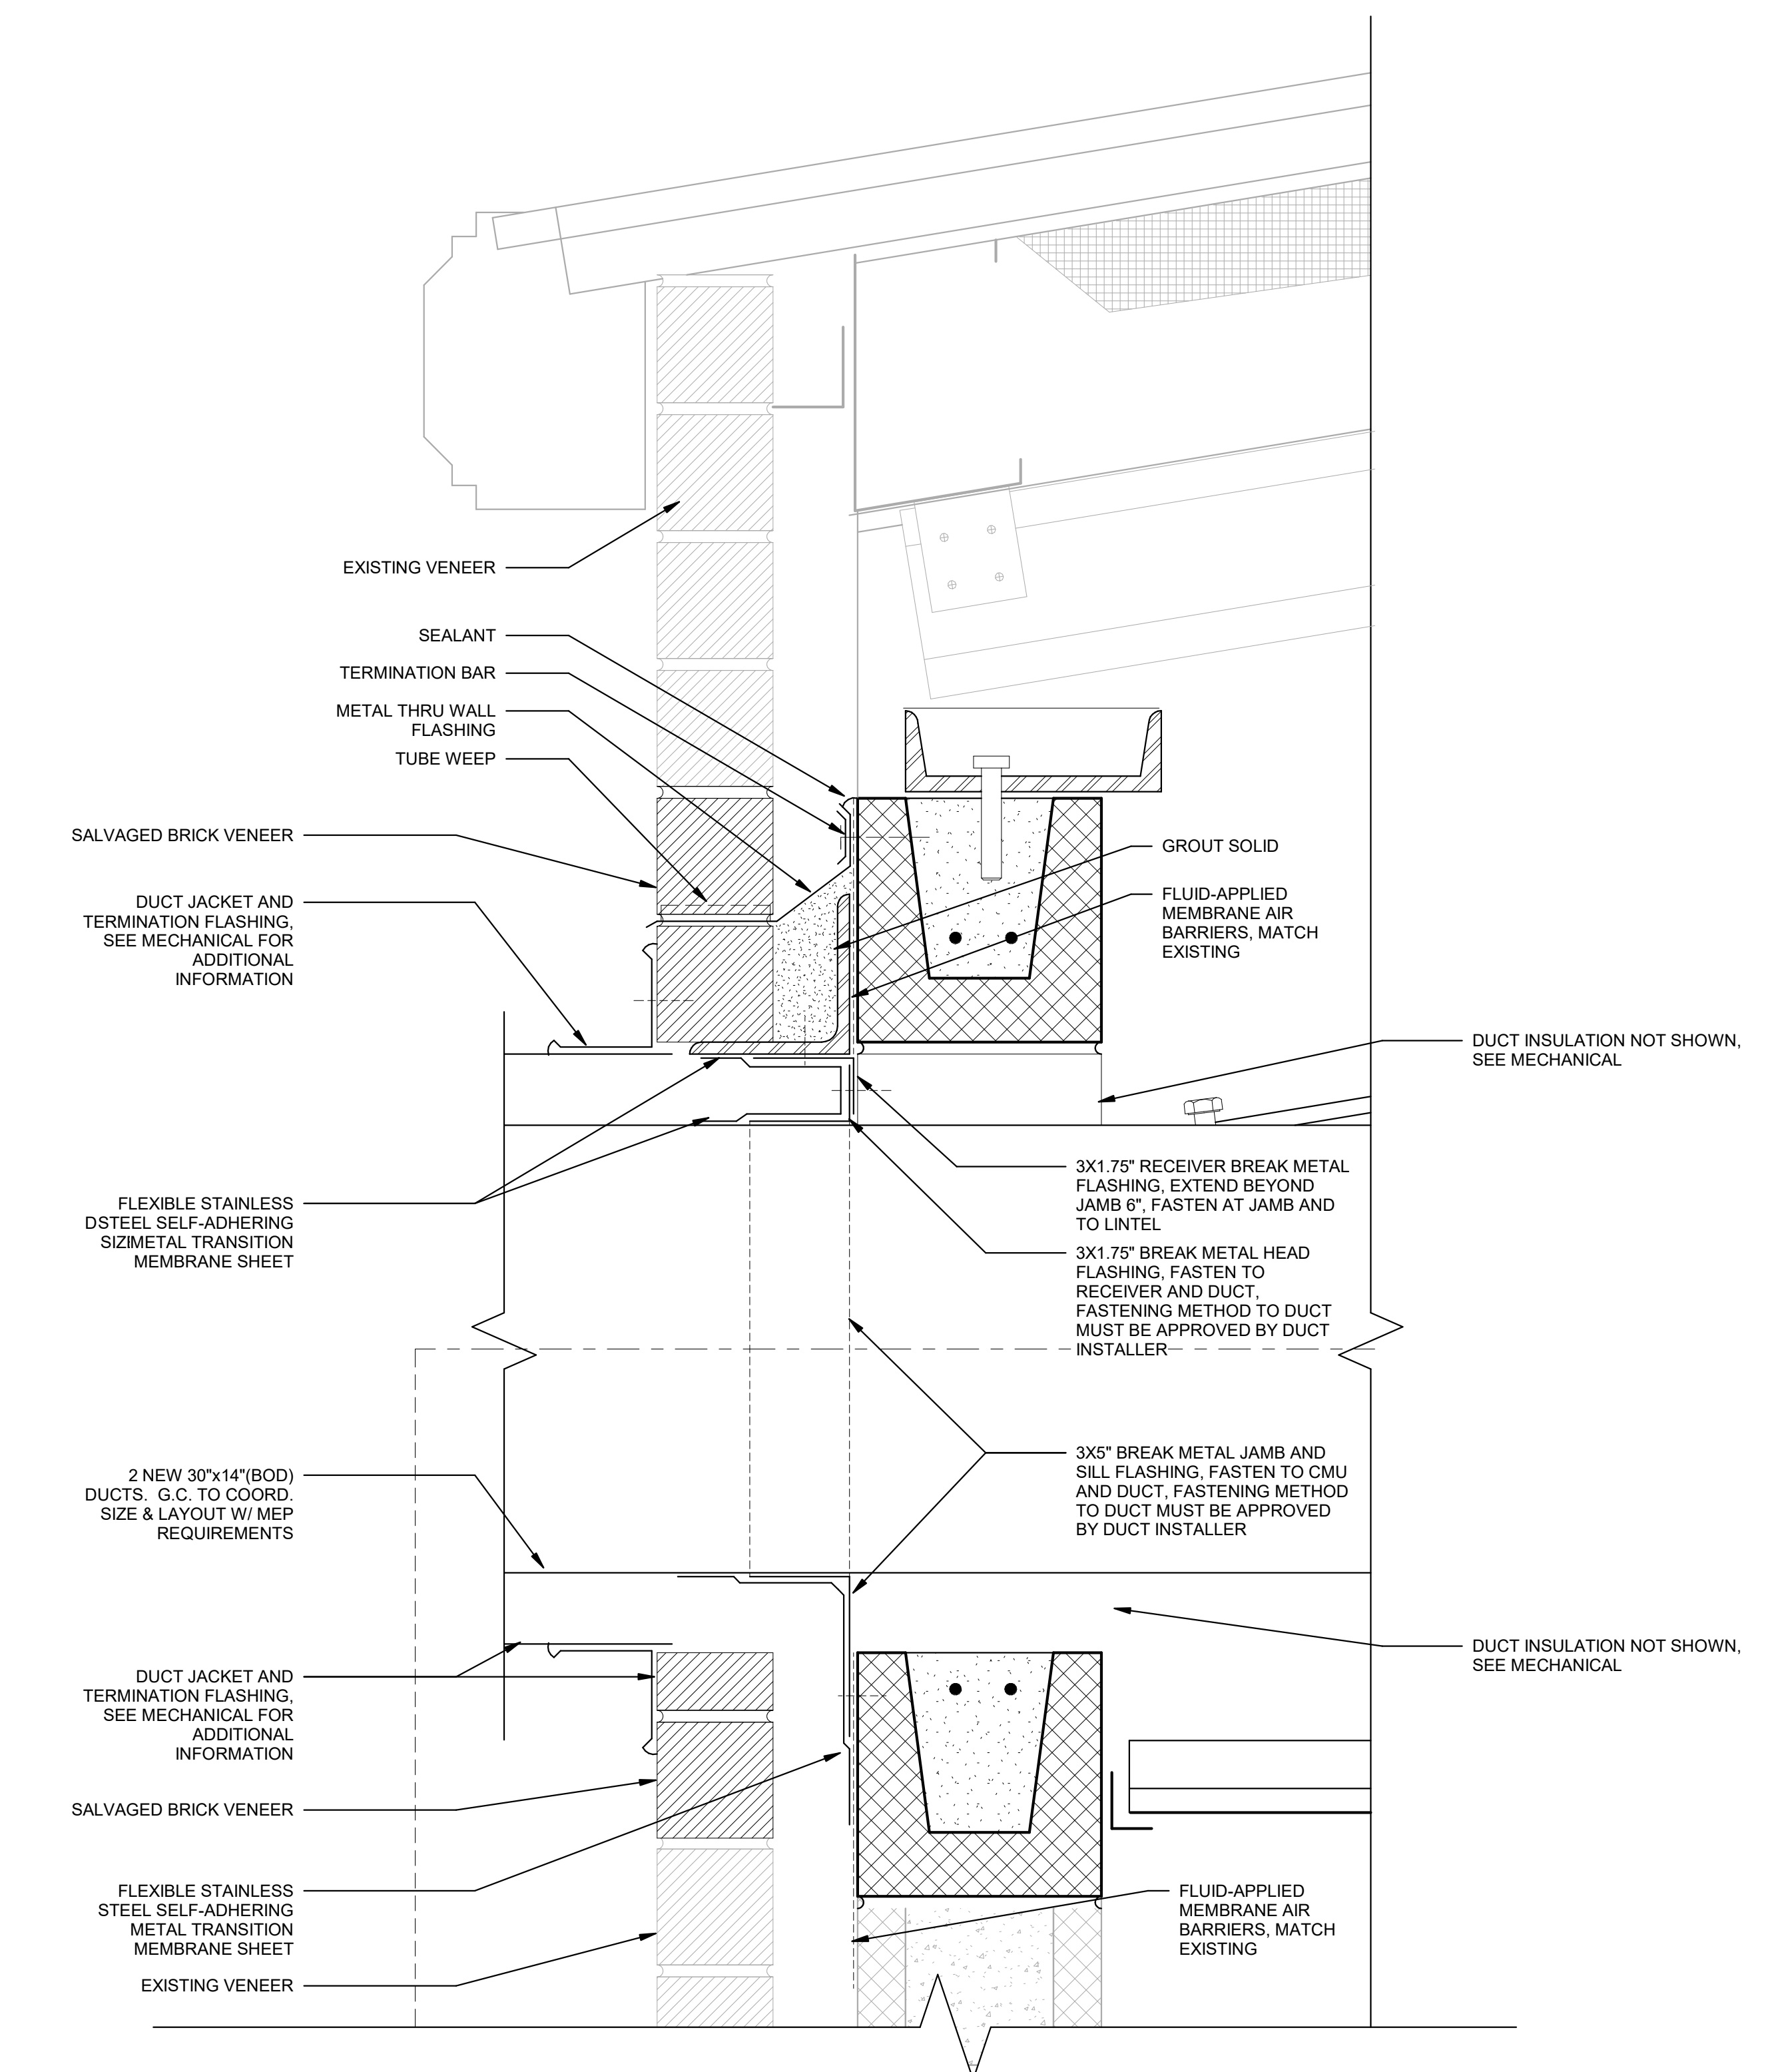 EXISTING VENEER
SEALANT
TERMINATION BAR
METAL THRU WALL
FLASHING
TUBE WEEP
SALVAGED BRICK VENEER
DUCT JACKET AND
TERMINATION FLASHING,
SEE MECHANICAL FOR
ADDITIONAL
INFORMATION
GROUT SOLID
FLUID-APPLIED
MEMBRANE AIR
BARRIERS, MATCH
EXISTING
DUCT INSULATION NOT SHOWN,
SEE MECHANICAL
FLEXIBLE STAINLESS
DSTEEL SELF-ADHERING
SIZIMETAL TRANSITION
MEMBRANE SHEET
3X1.75" RECEIVER BREAK METAL
FLASHING, EXTEND BEYOND
JAMB 6", FASTEN AT JAMB AND
TO LINTEL
3X1.75" BREAK METAL HEAD
FLASHING, FASTEN TO
RECEIVER AND DUCT,
FASTENING METHOD TO DUCT
MUST BE APPROVED BY DUCT
INSTALLER
2 NEW 30"x14"(BOD)
DUCTS.  G.C. TO COORD.
SIZE & LAYOUT W/ MEP
REQUIREMENTS
3X5" BREAK METAL JAMB AND
SILL FLASHING, FASTEN TO CMU
AND DUCT, FASTENING METHOD
TO DUCT MUST BE APPROVED
BY DUCT INSTALLER
DUCT INSULATION NOT SHOWN,
SEE MECHANICAL
DUCT JACKET AND
TERMINATION FLASHING,
SEE MECHANICAL FOR
ADDITIONAL
INFORMATION
SALVAGED BRICK VENEER
FLEXIBLE STAINLESS
STEEL SELF-ADHERING
METAL TRANSITION
MEMBRANE SHEET
EXISTING VENEER
FLUID-APPLIED
MEMBRANE AIR
BARRIERS, MATCH
EXISTING